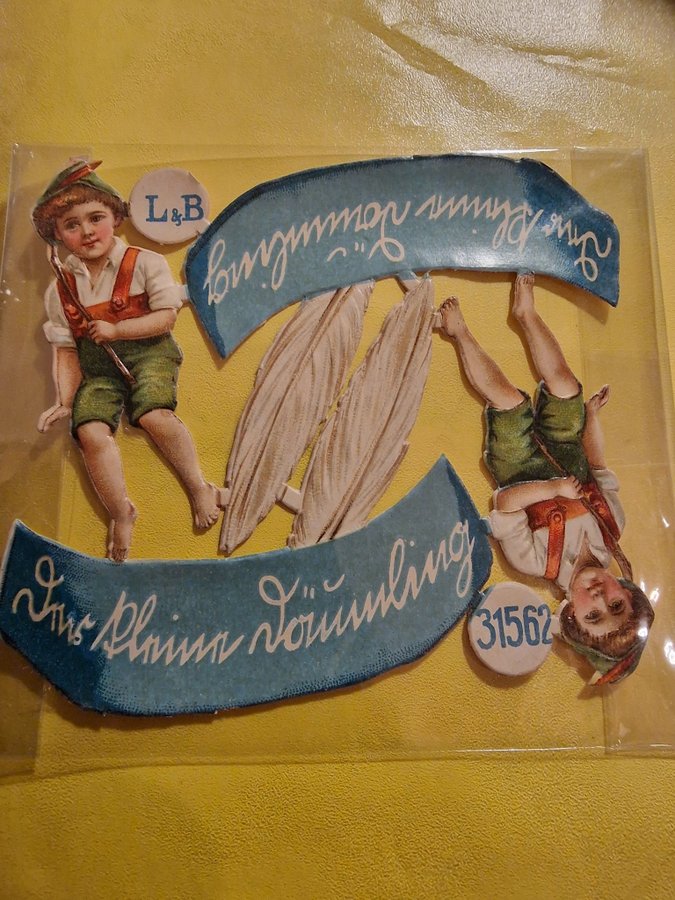 L&B
Der kleine Däumling
Der kleine Däumling
31562